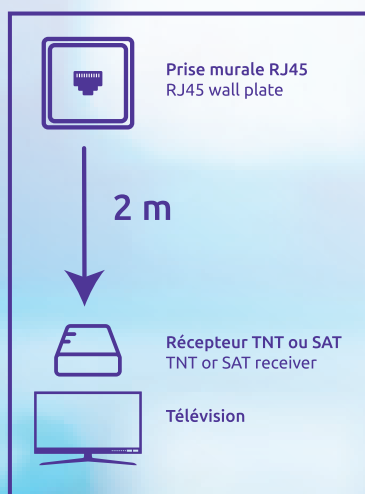 Prise murale RJ45
RJ45 wall plate
2 m
Récepteur TNT ou SAT
TNT or SAT receiver
Télévision